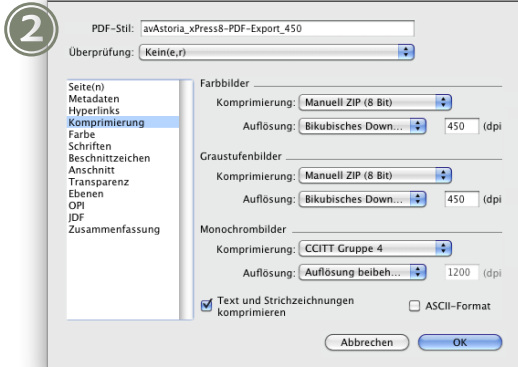 2
PDF-Stil: avAstoria_xPress8-PDF-Export_450
Überprüfung: Kein(e,r)
Seite(n)
Metadaten
Hyperlinks
Komprimierung
Farbe
Schriften
Beschnittzeichen
Anschnitt
Transparenz
Ebenen
OPI
JDF
Zusammenfassung
Farbbilder
Komprimierung: Manuell ZIP (8 Bit)
Auflösung: Bikubisches Down... 450 (dpi
Graustufenbilder
Komprimierung: Manuell ZIP (8 Bit)
Auflösung: Bikubisches Down... 450 (dpi
Monochrombilder
Komprimierung: CCITT Gruppe 4
Auflösung: Auflösung beibeh... 1200 (dpi
Text und Strichzeichnungen
komprimieren
ASCII-Format
Abbrechen OK